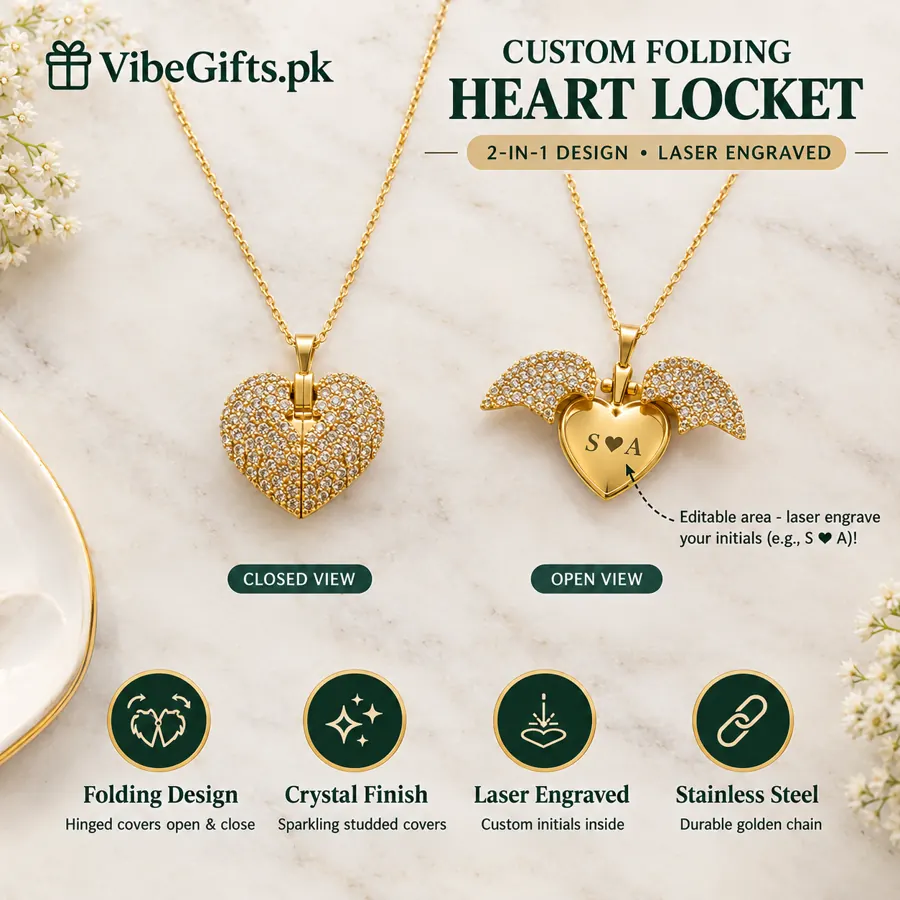 VibeGifts.pk
CUSTOM FOLDING
HEART LOCKET
2-IN-1 DESIGN • LASER ENGRAVED
S♥A
Editable area - laser engrave
your initials (e.g., S ♥ A)!
CLOSED VIEW
OPEN VIEW
Folding Design
Hinged covers open & close
Crystal Finish
Sparkling studded covers
Laser Engraved
Custom initials inside
Stainless Steel
Durable golden chain